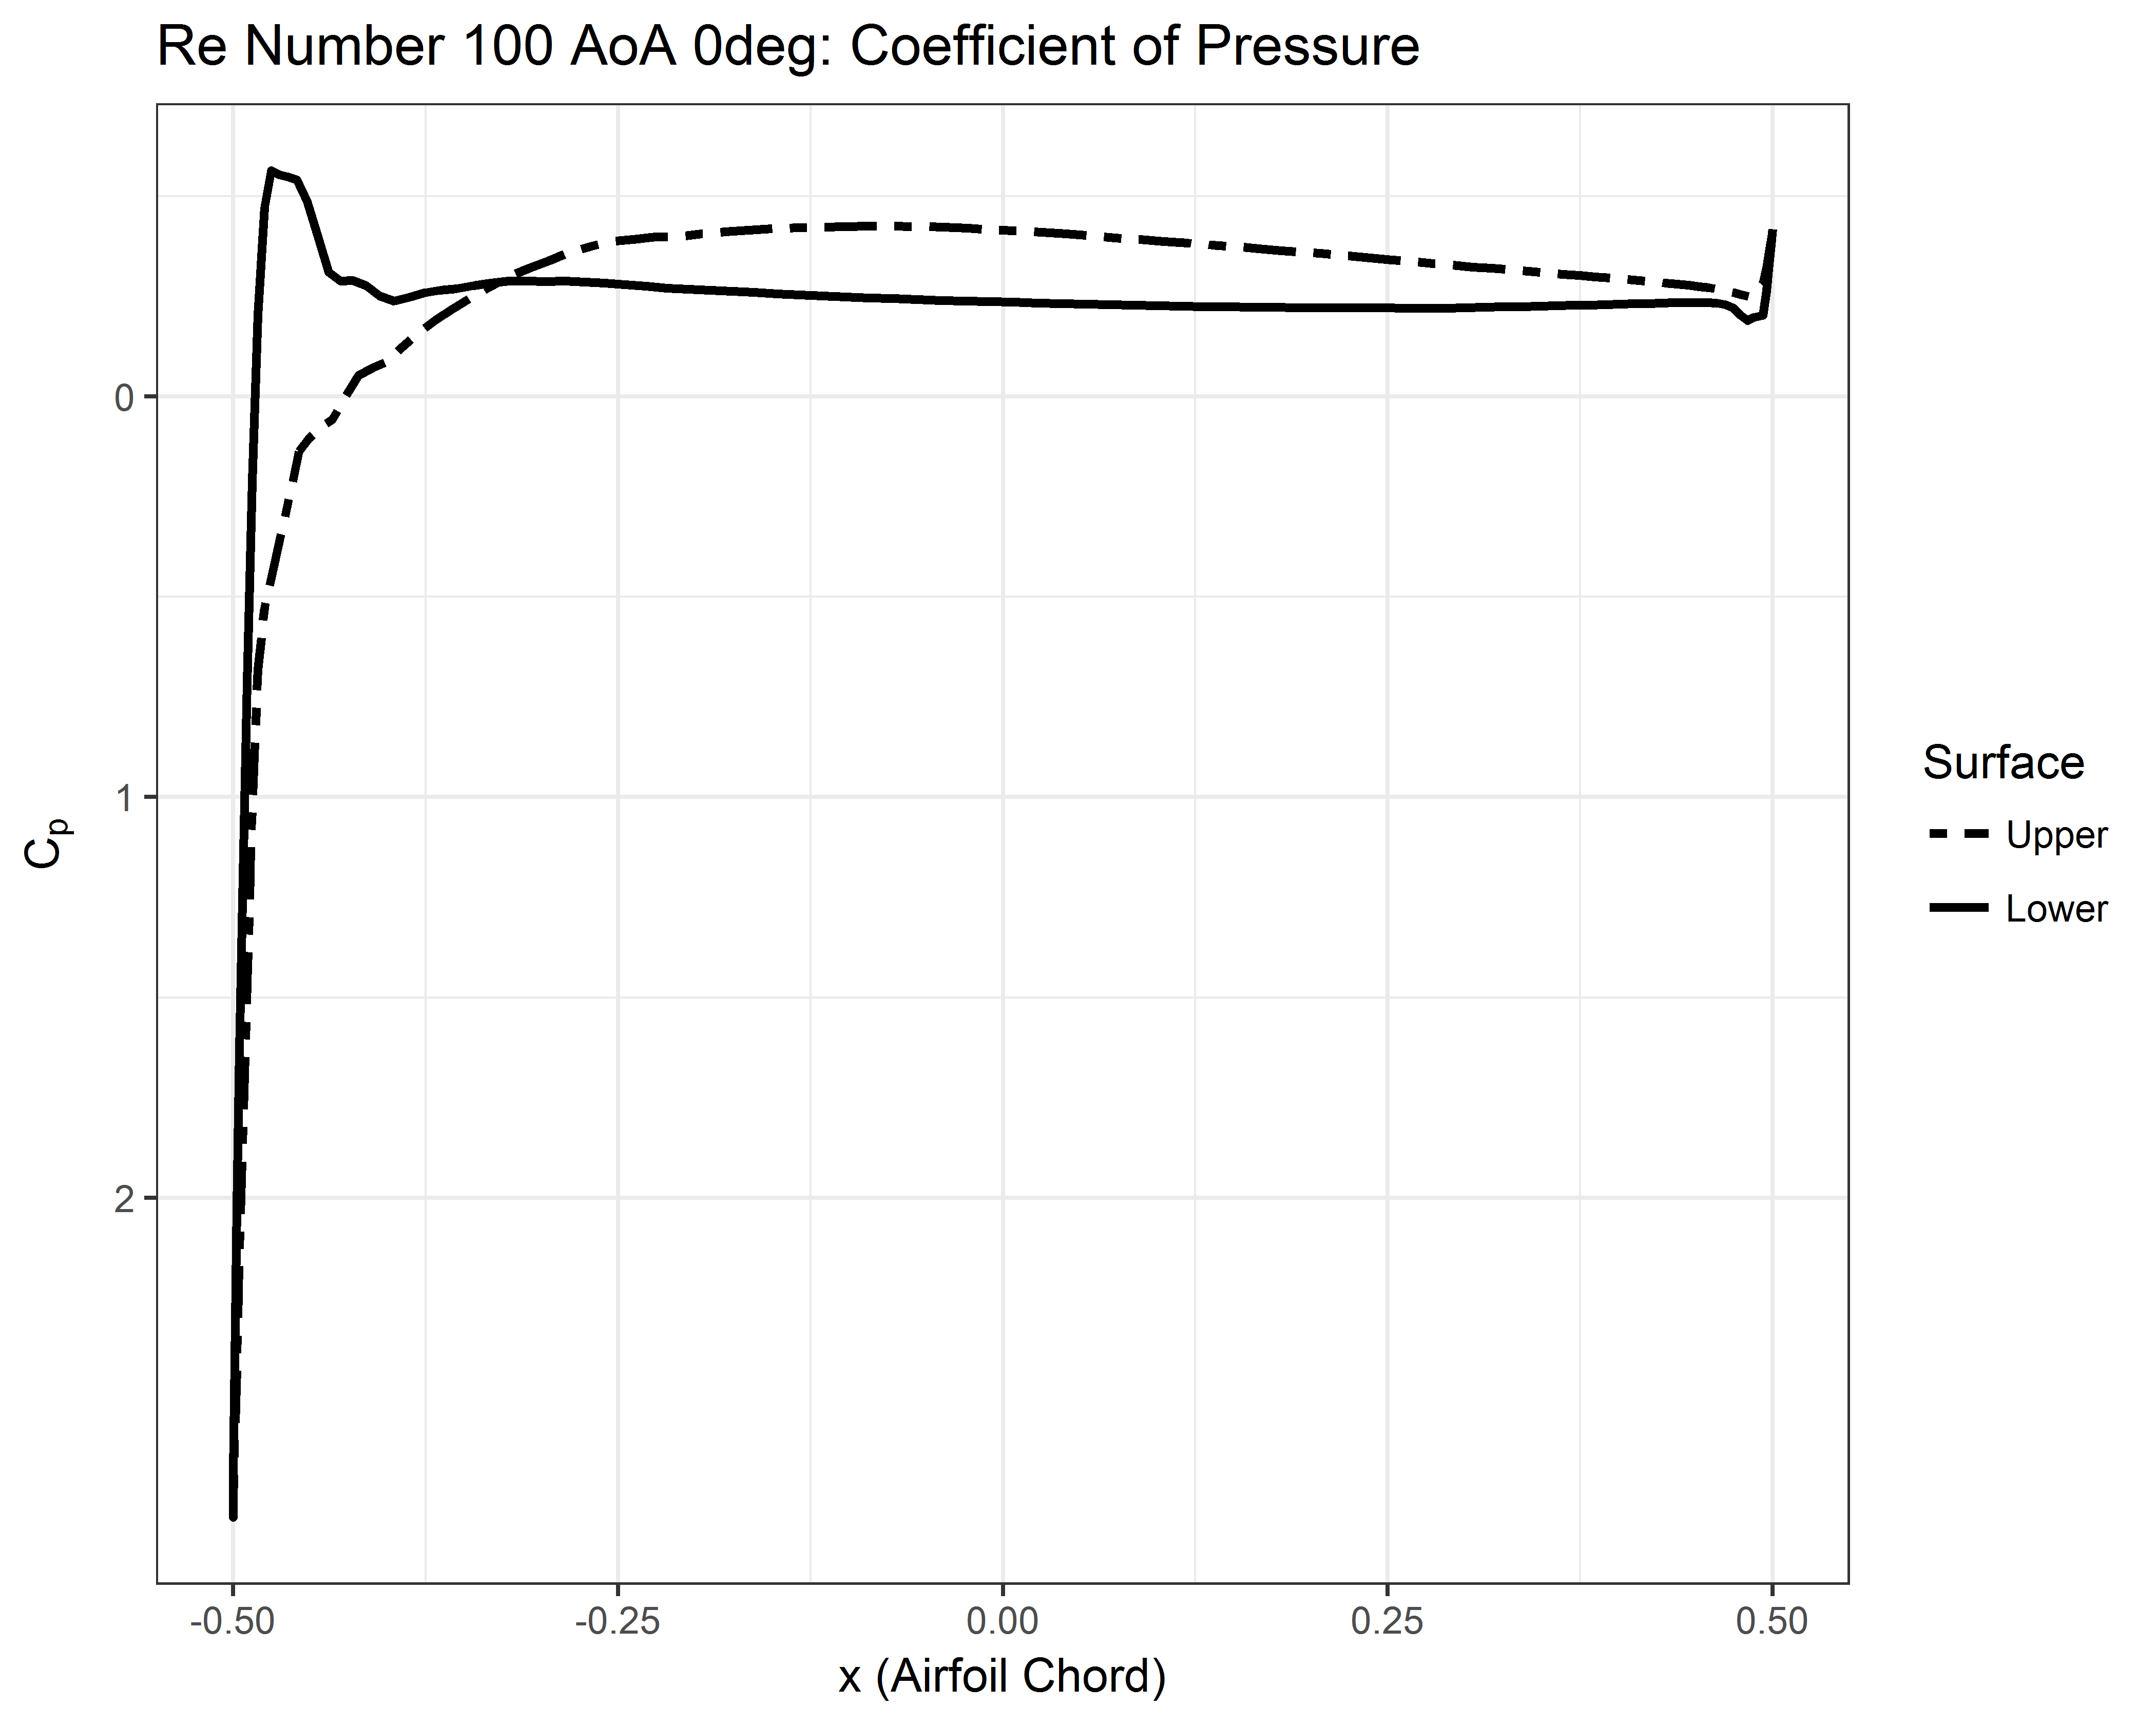 Re Number 100 AoA 0deg: Coefficient of Pressure
0
1
2
Cp
-0.50
-0.25
0.00
0.25
0.50
x (Airfoil Chord)
Surface
Upper
Lower